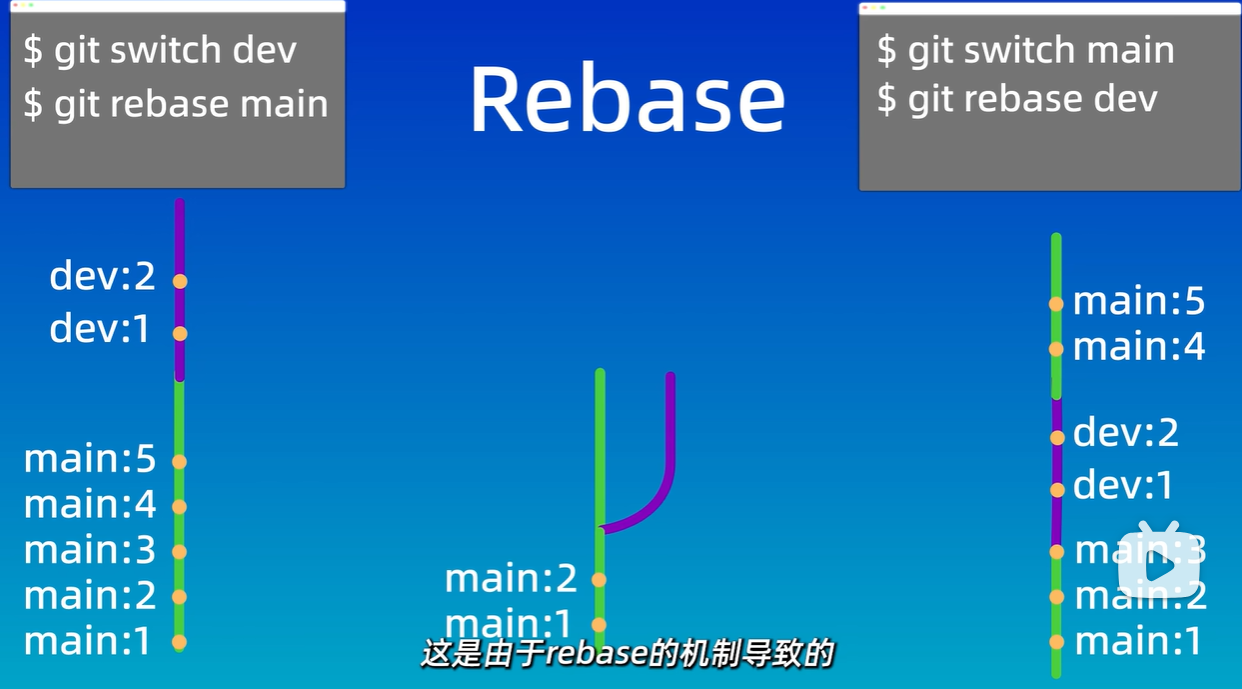 $ git switch dev
$ git rebase main
Rebase
$ git switch main
$ git rebase dev
dev:2
dev:1
main:5
main:4
main:3
main:2
main:1
main:2
main:1
main:5
main:4
dev:2
dev:1
main:3
main:2
main:1
这是由于rebase的机制导致的